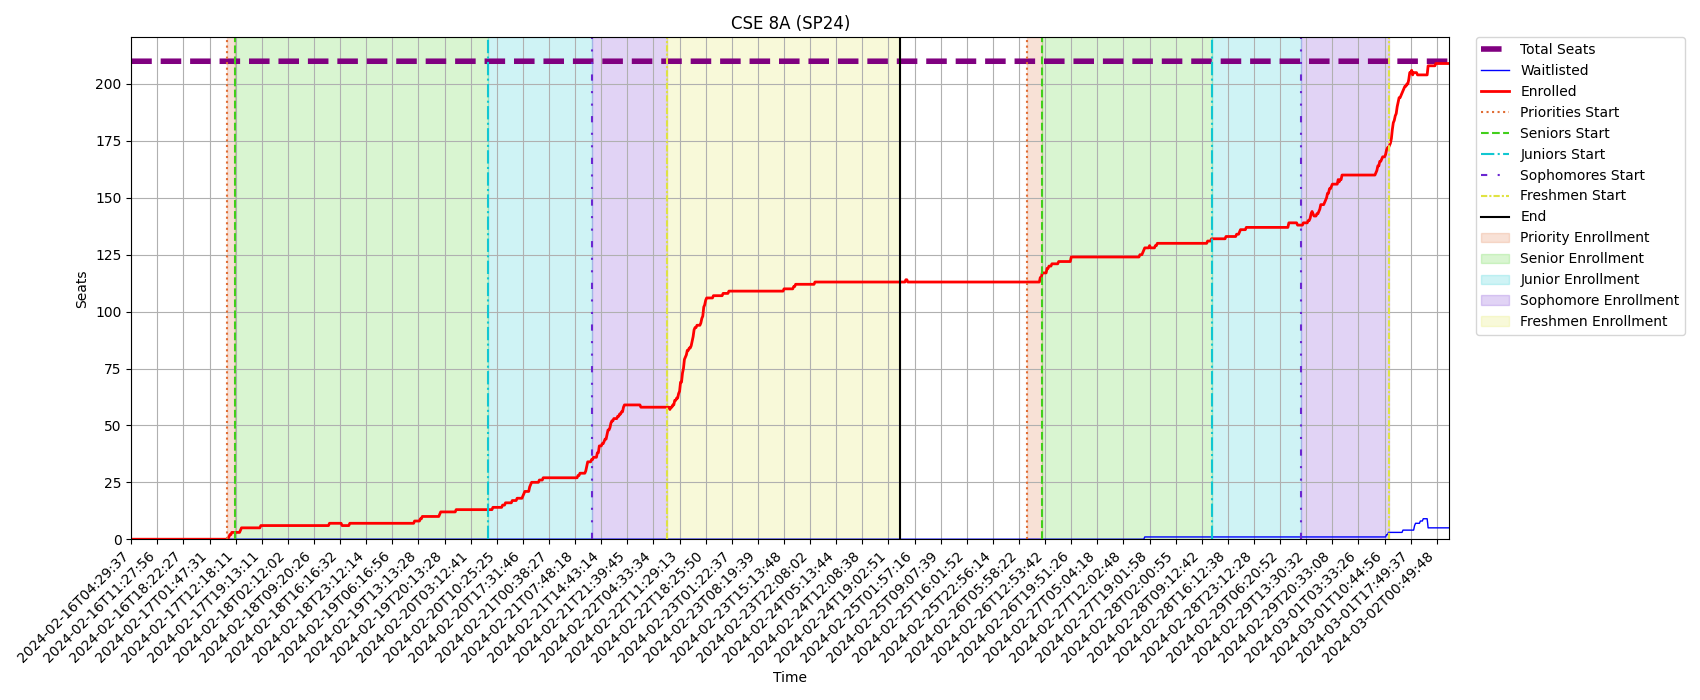 CSE 8A (SP24)
Seats
200
175
150
125
100
75
50
25
0
2024-02-16T04:29:37
2024-02-16T11:27:56
2024-02-16T18:22:27
2024-02-17T01:47:31
2024-02-17T12:18:11
2024-02-17T19:13:11
2024-02-18T02:12:02
2024-02-18T09:20:26
2024-02-18T16:16:32
2024-02-18T23:12:14
2024-02-19T06:16:56
2024-02-19T13:13:28
2024-02-19T20:13:28
2024-02-20T03:12:41
2024-02-20T10:25:25
2024-02-20T17:31:46
2024-02-21T00:38:27
2024-02-21T07:48:18
2024-02-21T14:43:14
2024-02-21T21:39:45
2024-02-22T04:33:34
2024-02-22T11:29:13
2024-02-22T18:25:50
2024-02-23T01:22:37
2024-02-23T08:19:39
2024-02-23T15:13:48
2024-02-23T22:08:02
2024-02-24T05:13:44
2024-02-24T12:08:38
2024-02-24T19:02:51
2024-02-25T01:57:16
2024-02-25T09:07:39
2024-02-25T16:01:52
2024-02-25T22:56:14
2024-02-26T05:58:22
2024-02-26T12:53:42
2024-02-26T19:51:26
2024-02-27T05:04:18
2024-02-27T12:02:48
2024-02-27T19:01:58
2024-02-28T02:00:55
2024-02-28T09:12:42
2024-02-28T16:12:38
2024-02-28T23:12:28
2024-02-29T06:20:52
2024-02-29T13:30:32
2024-02-29T20:33:08
2024-03-01T03:33:26
2024-03-01T10:44:56
2024-03-01T17:49:37
2024-03-02T00:49:48
Time
Total Seats
Waitlisted
Enrolled
Priorities Start
Seniors Start
Juniors Start
Sophomores Start
Freshmen Start
End
Priority Enrollment
Senior Enrollment
Junior Enrollment
Sophomore Enrollment
Freshmen Enrollment